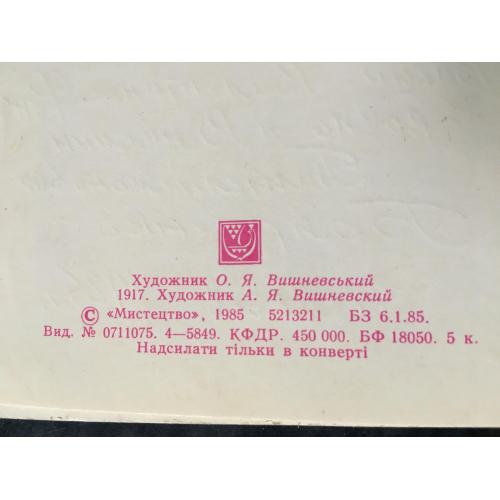 Художник О. Я. Вишневський
1917. Художник А. Я. Вишневский
© «Мистецтво», 1985 5213211 БЗ 6.1.85.
Вид. № 0711075. 4—5849. КФДР. 450 000. БФ 18050. 5 к.
Надсилати тільки в конверті